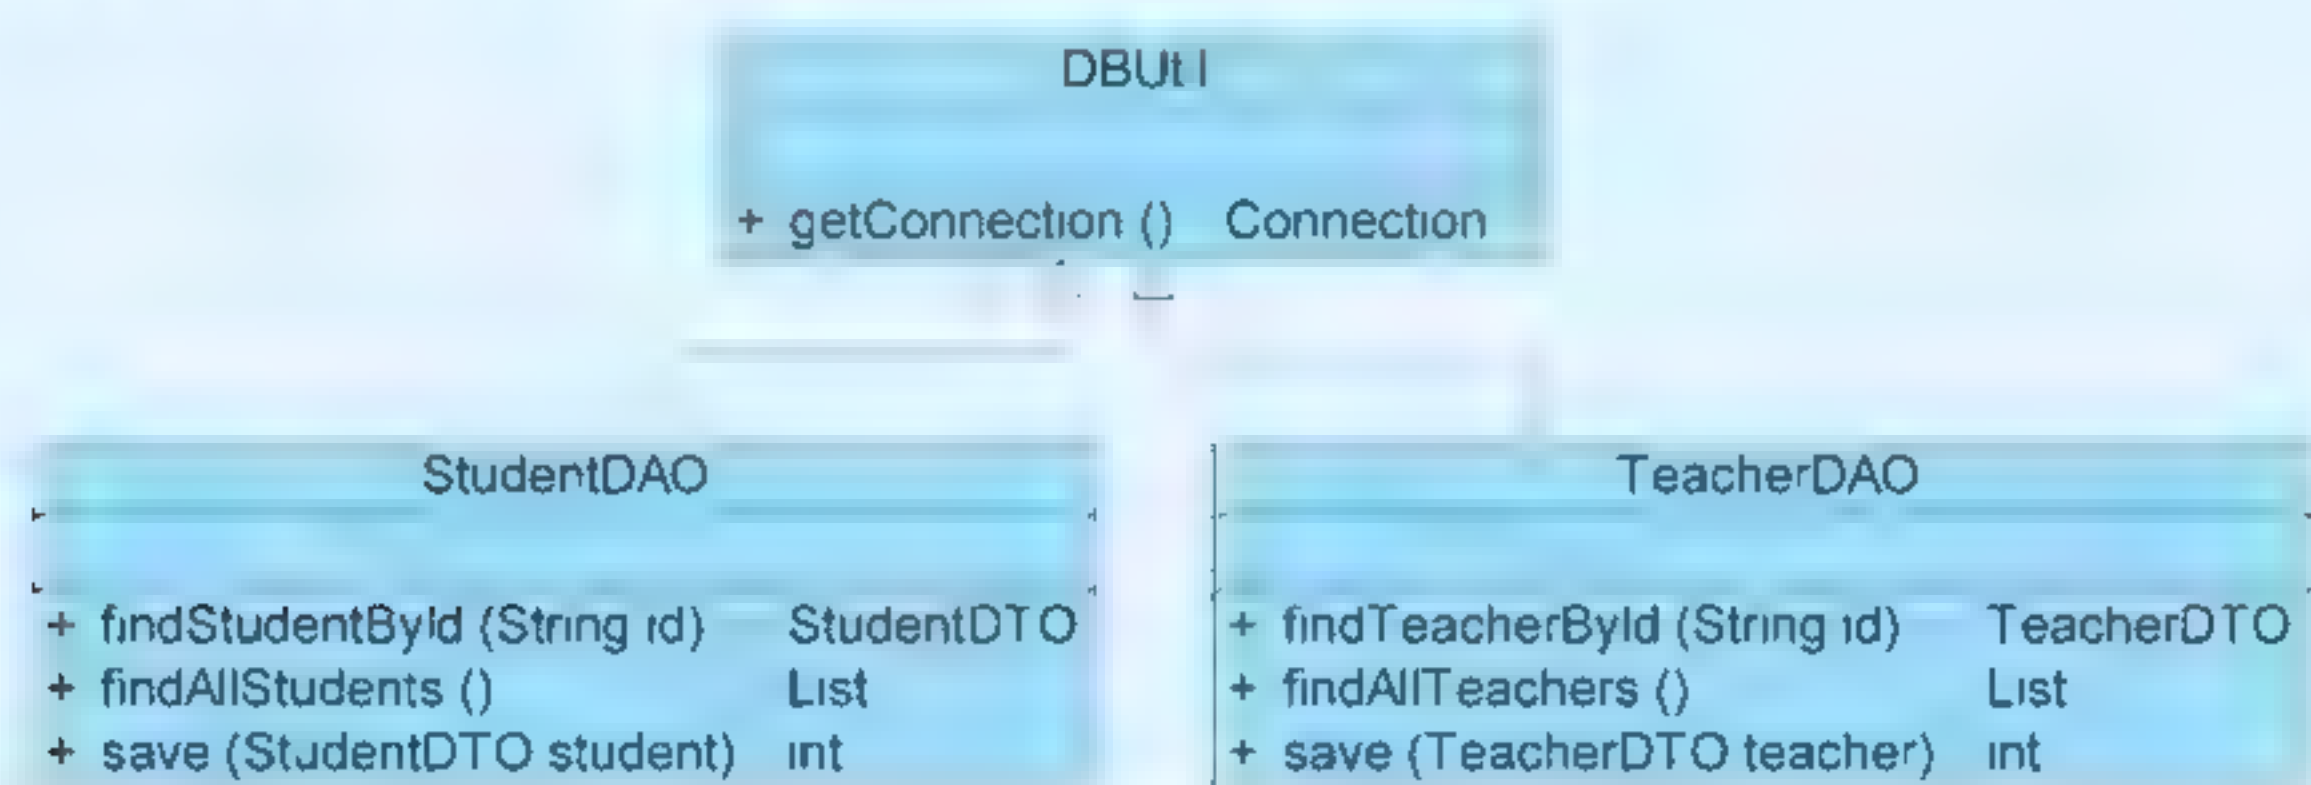 DBUtil
+ getConnection () Connection
StudentDAO
+ findStudentById (String id) StudentDTO
+ findAllStudents () List
+ save (StudentDTO student) int
TeacherDAO
+ findTeacherById (String id) TeacherDTO
+ findAllTeachers () List
+ save (TeacherDTO teacher) int